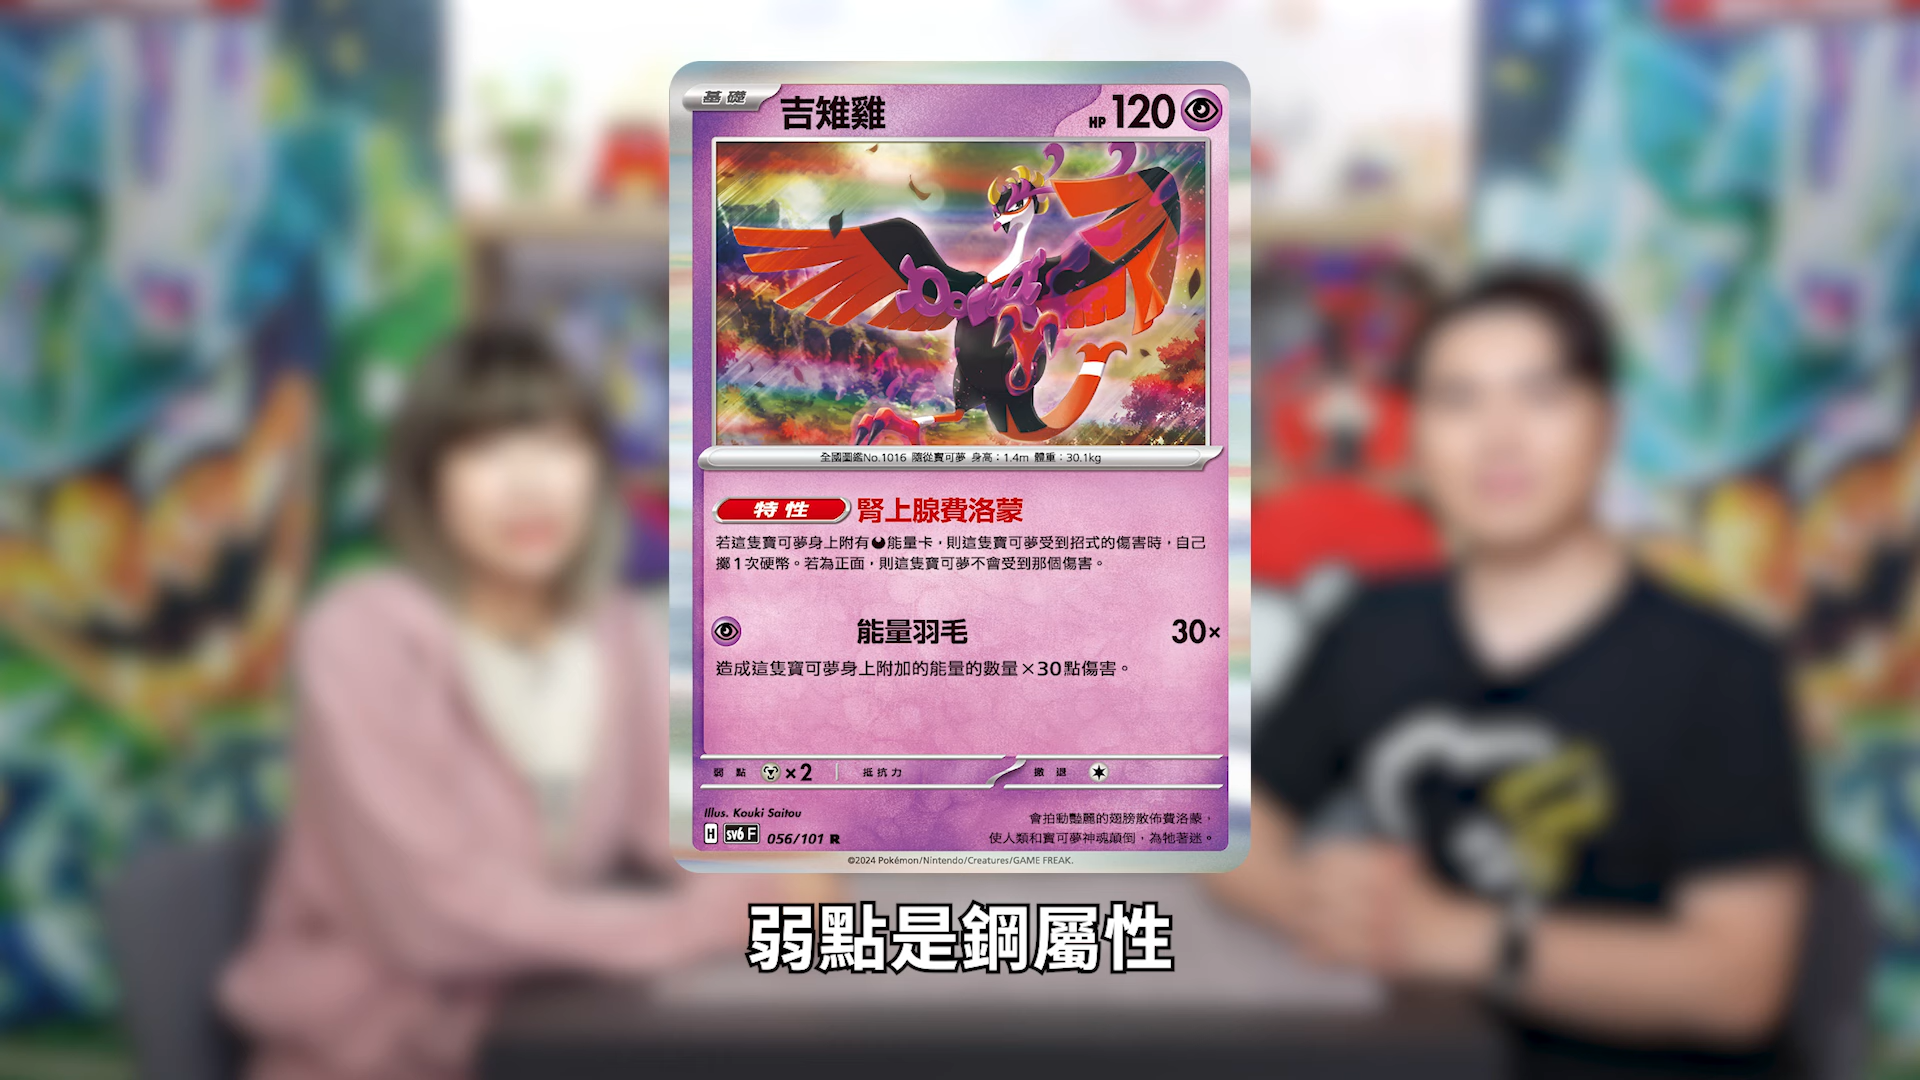 基礎
吉雉雞
HP 120
全國圖鑑No.1016 隨從寶可夢 身高：1.4m 體重：30.1kg
特性 腎上腺費洛蒙
若這隻寶可夢身上附有能量卡，則這隻寶可夢受到招式的傷害時，自己
擲1次硬幣。若為正面，則這隻寶可夢不會受到那個傷害。
能量羽毛 30×
造成這隻寶可夢身上附加的能量的數量×30點傷害。
弱點 ×2 抵抗力 撤退
Illus. Kouki Saitou
H sv6 F 056/101 R
會拍動豔麗的翅膀散佈費洛蒙，
使人類和寶可夢神魂顛倒，為牠著迷。
©2024 Pokémon/Nintendo/Creatures/GAME FREAK.
弱點是鋼屬性